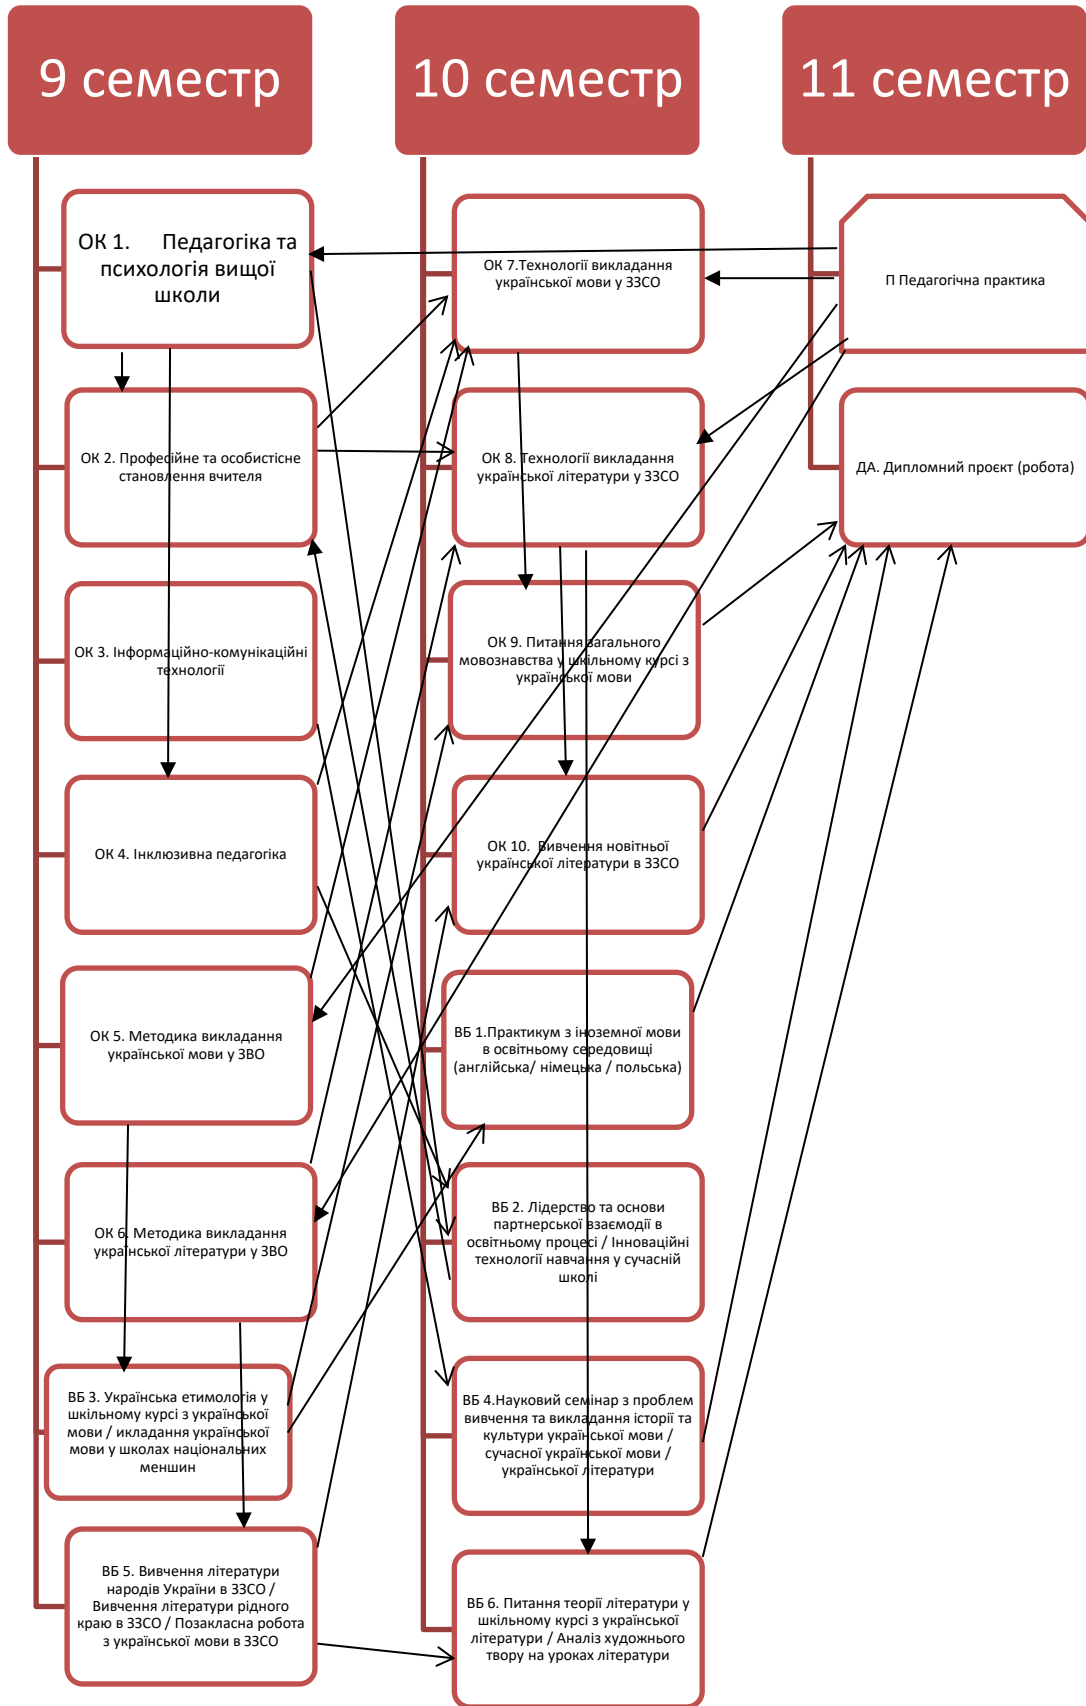 9 семестр
ОК 1. Педагогіка та
психологія вищої
школи
ОК 2. Професійне та особистісне
становлення вчителя
ОК 3. Інформаційно-комунікаційні
технології
ОК 4. Інклюзивна педагогіка
ОК 5. Методика викладання
української мови у ЗВО
ОК 6. Методика викладання
української літератури у ЗВО
ВБ 3. Українська етимологія у
шкільному курсі з української
мови / икладання української
мови у школах національних
меншин
ВБ 5. Вивчення літератури
народів України в ЗЗСО /
Вивчення літератури рідного
краю в ЗЗСО / Позакласна робота
з української мови в ЗЗСО
10 семестр
ОК 7.Технології викладання
української мови у ЗЗСО
ОК 8. Технології викладання
української літератури у ЗЗСО
ОК 9. Питання загального
мовознавства у шкільному курсі з
української мови
ОК 10. Вивчення новітньої
української літератури в ЗЗСО
ВБ 1.Практикум з іноземної мови
в освітньому середовищі
(англійська/ німецька / польська)
ВБ 2. Лідерство та основи
партнерської взаємодії в
освітньому процесі / Інноваційні
технології навчання у сучасній
школі
ВБ 4.Науковий семінар з проблем
вивчення та викладання історії та
культури української мови /
сучасної української мови /
української літератури
ВБ 6. Питання теорії літератури у
шкільному курсі з української
літератури / Аналіз художнього
твору на уроках літератури
11 семестр
П Педагогічна практика
ДА. Дипломний проєкт (робота)